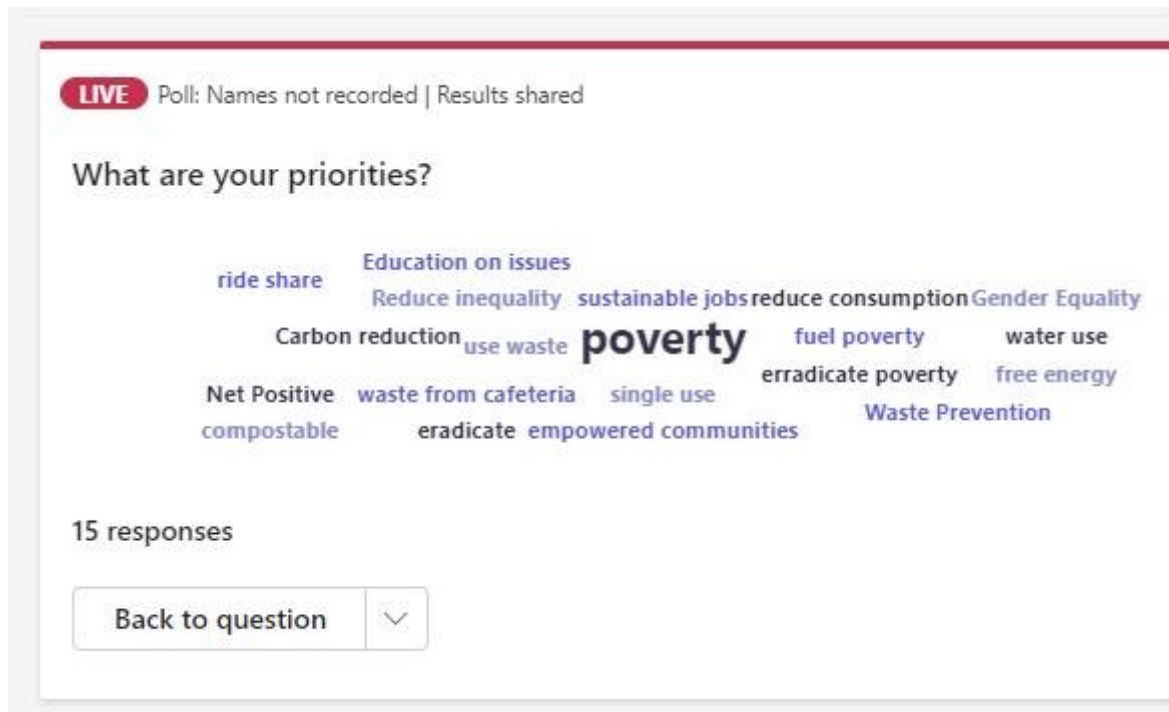 LIVE Poll: Names not recorded | Results shared
What are your priorities?
Education on issues
ride share
Reduce inequality sustainable jobs reduce consumption Gender Equality
Carbon reduction use waste poverty fuel poverty water use
erradicate poverty free energy
Net Positive waste from cafeteria single use
Waste Prevention
compostable eradicate empowered communities
15 responses
Back to question